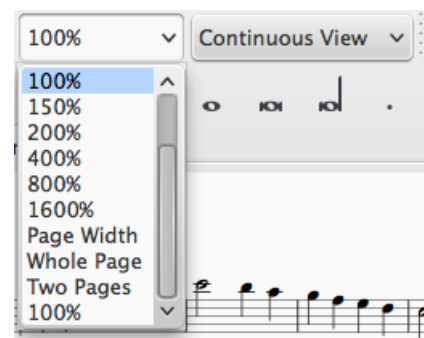 100% Continuous View
100%
150%
200%
400%
800%
1600%
Page Width
Whole Page
Two Pages
100%